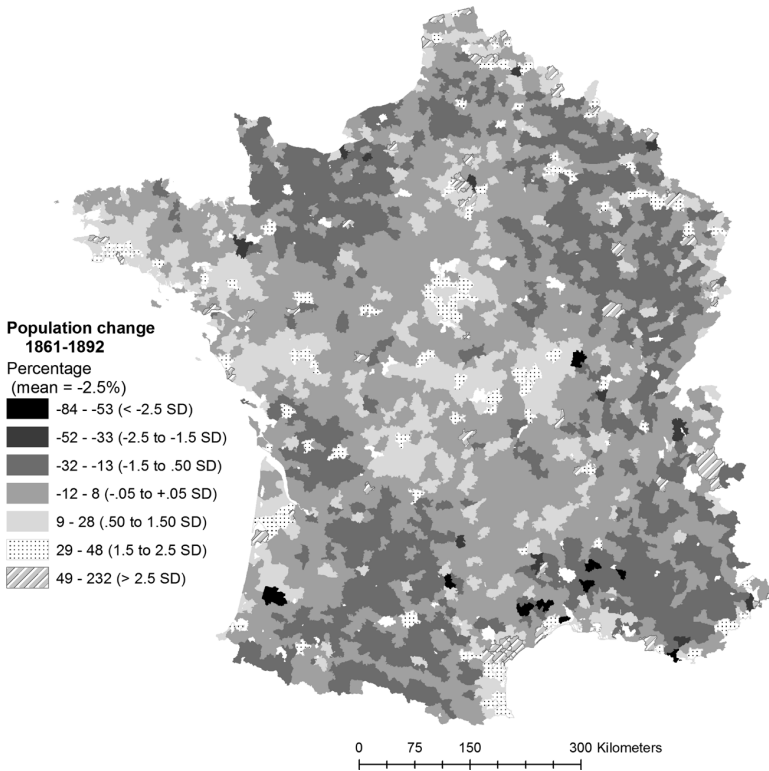 Population change
1861-1892
Percentage
(mean = -2.5%)
-84 - -53 (< -2.5 SD)
-52 - -33 (-2.5 to -1.5 SD)
-32 - -13 (-1.5 to .50 SD)
-12 - 8 (-.05 to +.05 SD)
9 - 28 (.50 to 1.50 SD)
29 - 48 (1.5 to 2.5 SD)
49 - 232 (> 2.5 SD)
0 75 150 300 Kilometers